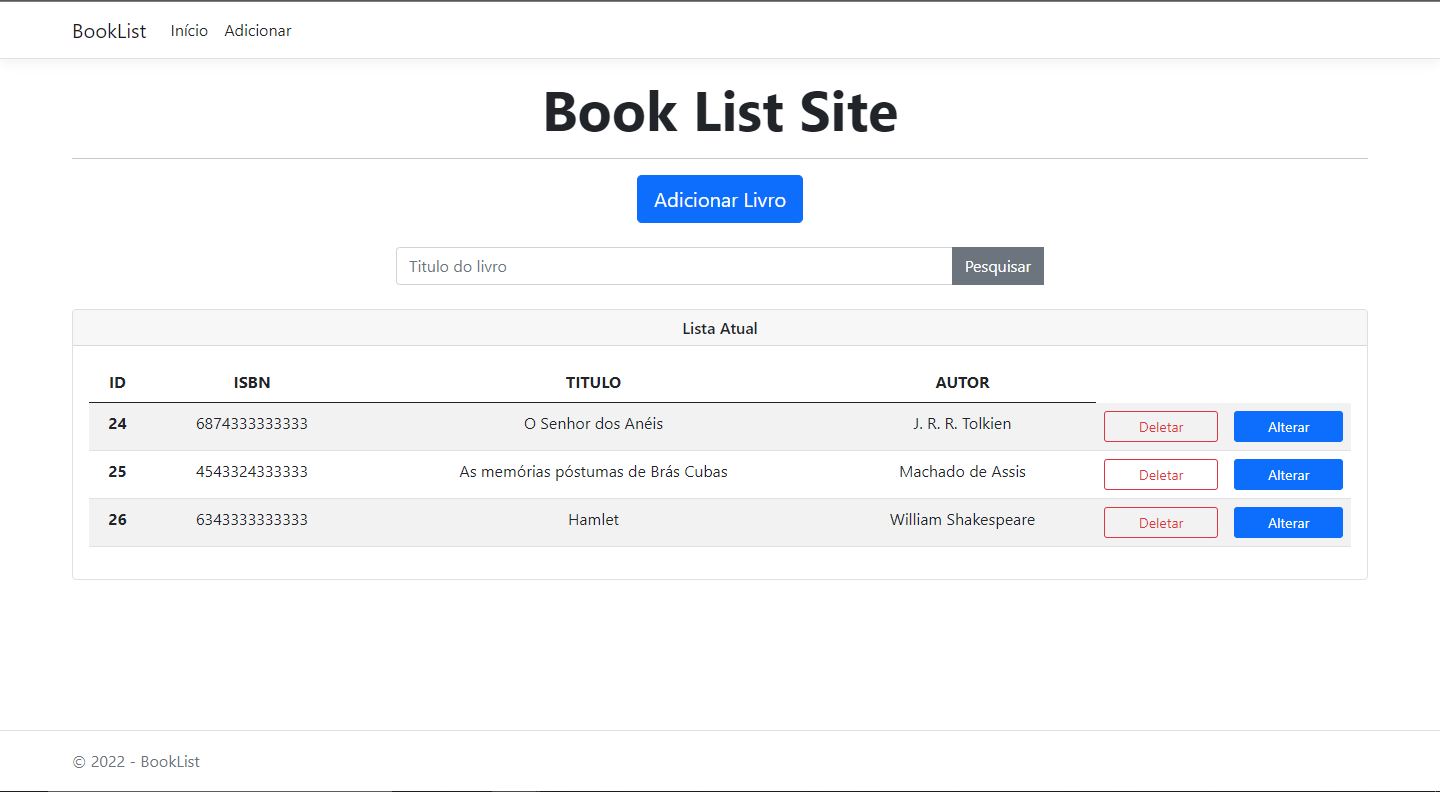 BookList Início Adicionar
Book List Site
Adicionar Livro
Titulo do livro Pesquisar
Lista Atual
ID ISBN TITULO AUTOR
24 6874333333333 O Senhor dos Anéis J. R. R. Tolkien Deletar Alterar
25 4543324333333 As memórias póstumas de Brás Cubas Machado de Assis Deletar Alterar
26 6343333333333 Hamlet William Shakespeare Deletar Alterar
© 2022 - BookList